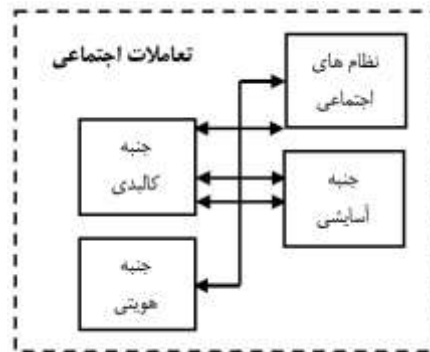 تعاملات اجتماعی
نظام های
اجتماعی
جنبه
کالبدی
جنبه
آسایشی
جنبه
هویتی